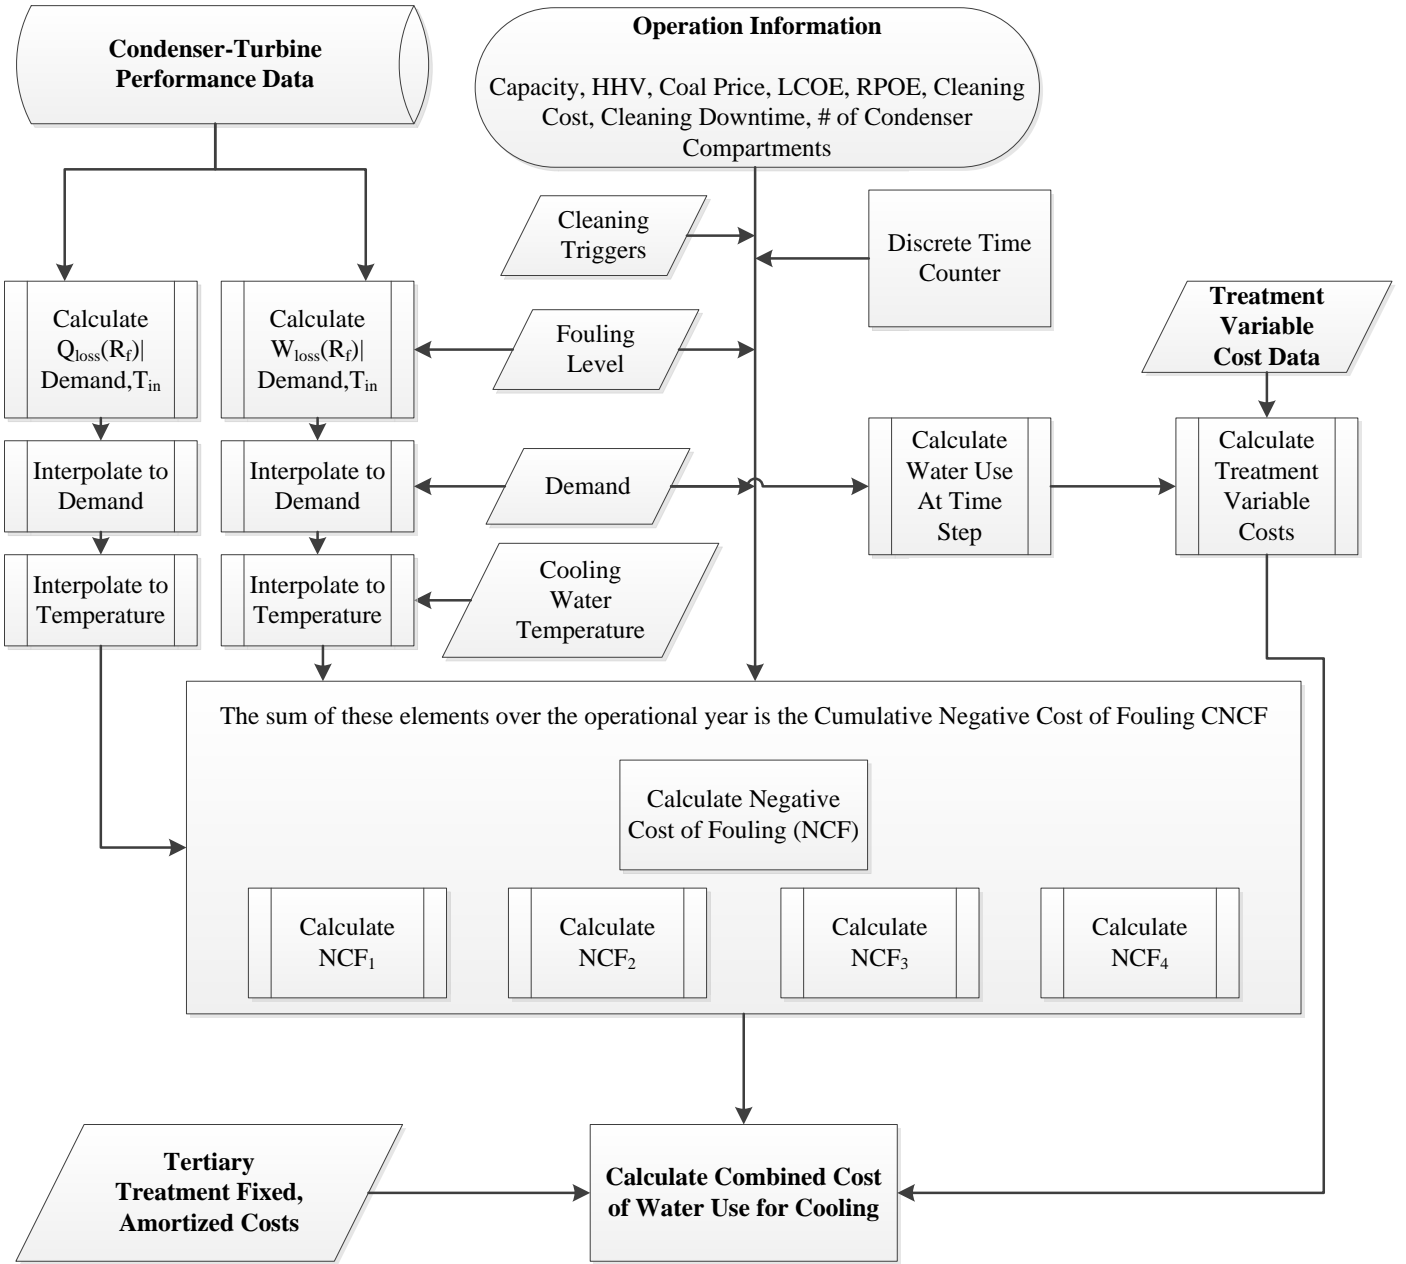 Condenser-Turbine
Performance Data
Operation Information
Capacity, HHV, Coal Price, LCOE, RPOE, Cleaning
Cost, Cleaning Downtime, # of Condenser
Compartments
Cleaning
Triggers
Discrete Time
Counter
Calculate
Qloss(Rf)|
Demand,Tin
Calculate
Wloss(Rf)|
Demand,Tin
Fouling
Level
Treatment
Variable
Cost Data
Interpolate to
Demand
Interpolate to
Demand
Demand
Calculate
Water Use
At Time
Step
Calculate
Treatment
Variable
Costs
Interpolate to
Temperature
Interpolate to
Temperature
Cooling
Water
Temperature
The sum of these elements over the operational year is the Cumulative Negative Cost of Fouling CNCF
Calculate Negative
Cost of Fouling (NCF)
Calculate
NCF1
Calculate
NCF2
Calculate
NCF3
Calculate
NCF4
Tertiary
Treatment Fixed,
Amortized Costs
Calculate Combined Cost
of Water Use for Cooling